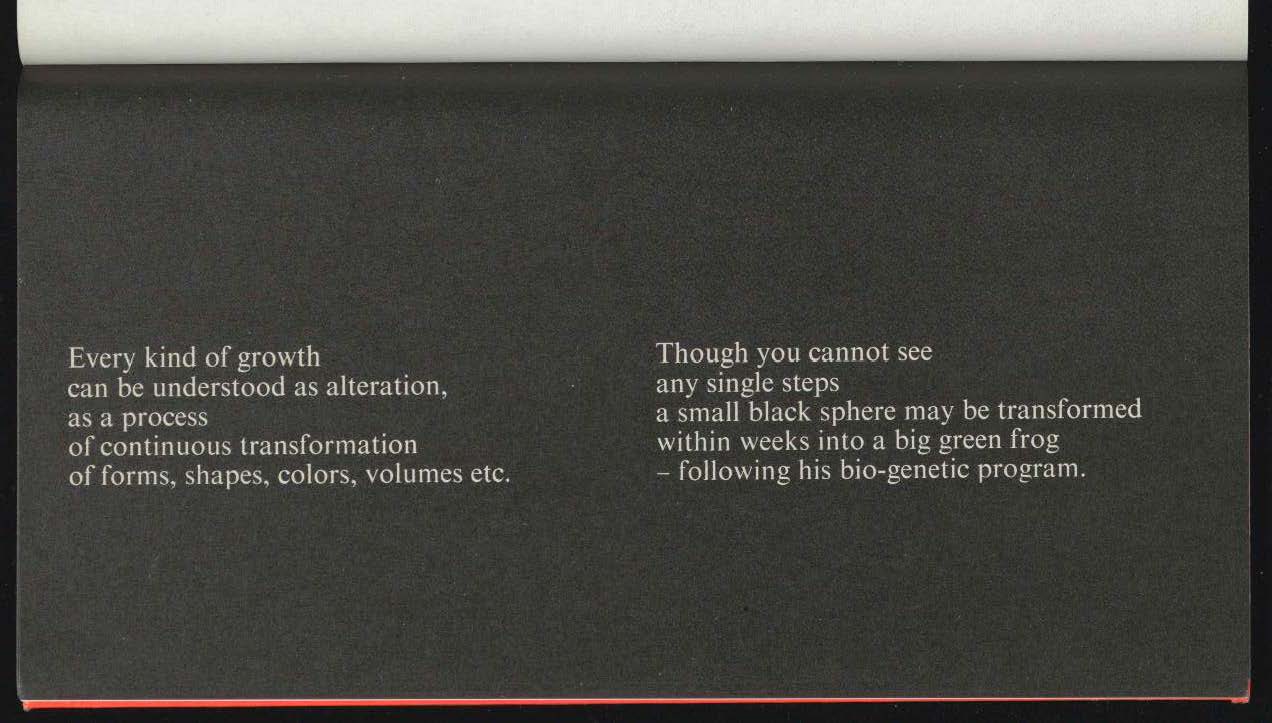 Every kind of growth
can be understood as alteration,
as a process
of continuous transformation
of forms, shapes, colors, volumes etc.
Though you cannot see
any single steps
a small black sphere may be transformed
within weeks into a big green frog
– following his bio-genetic program.